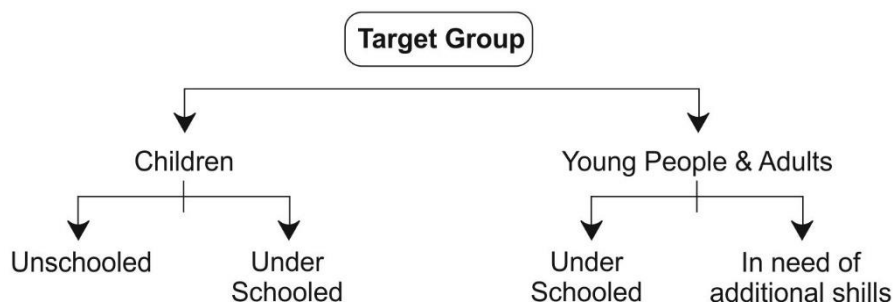 Target Group
Children
Young People & Adults
Unschooled
Under
Schooled
Under
Schooled
In need of
additional shills